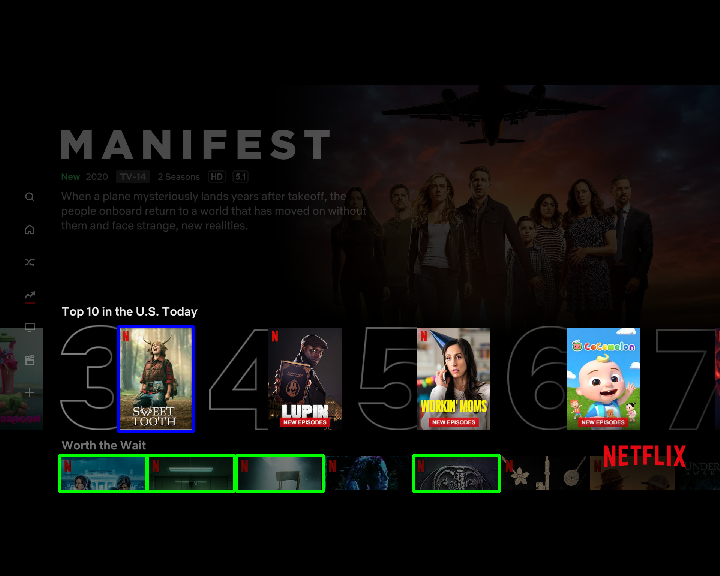 MANIFEST
New 2020 TV-14 2 Seasons HD 5.1
When a plane mysteriously lands years after takeoff, the
people onboard return to a world that has moved on without
them and face strange, new realities.
Top 10 in the U.S. Today
3 4 5 6 7
N SWEET TOOTH
N LUPIN NEW EPISODES
N WORKIN' MOMS NEW EPISODES
CoComelon NEW EPISODES
Worth the Wait
NETFLIX
N N N N N N N UNDER